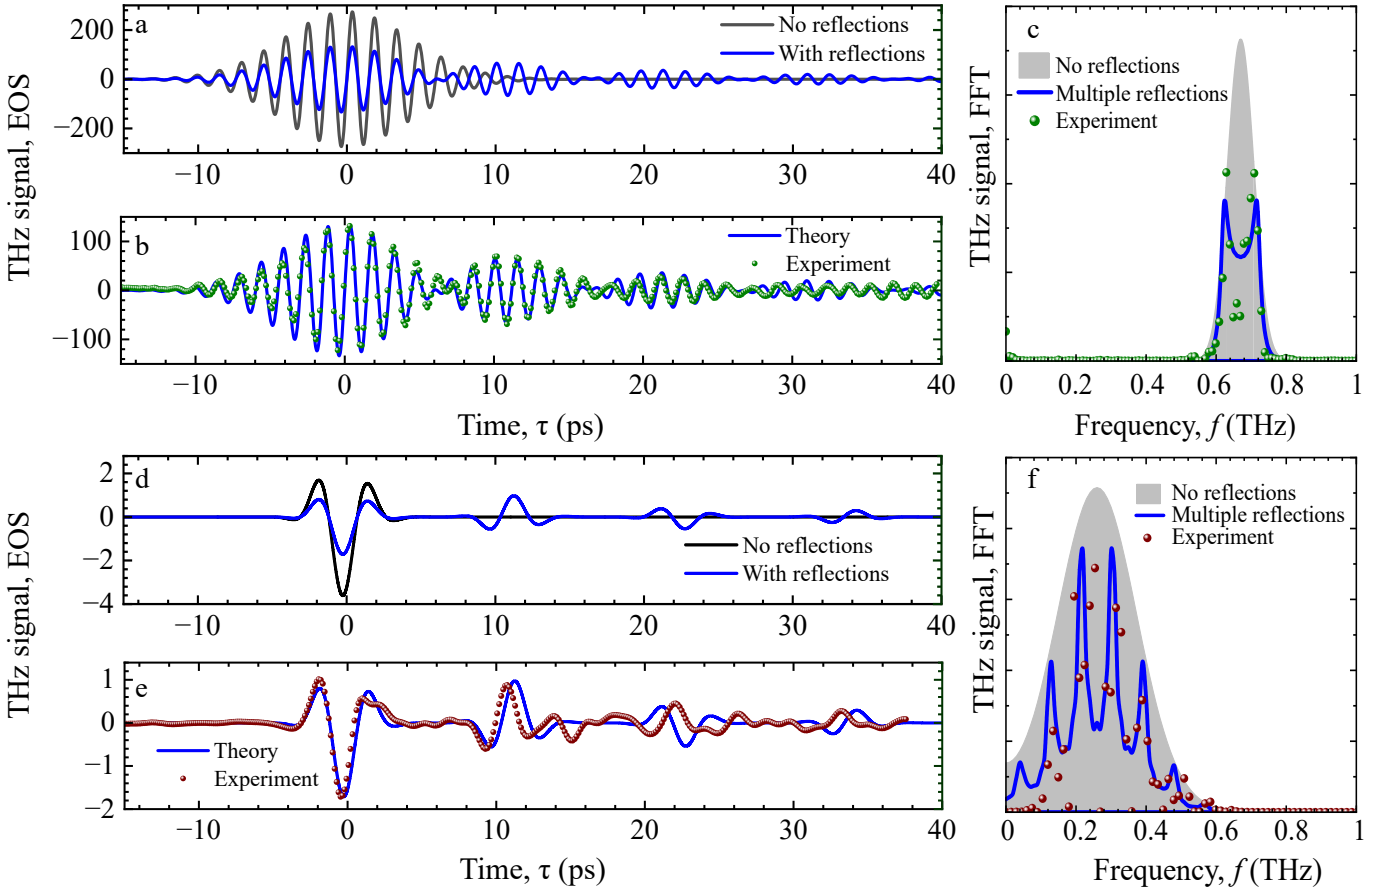 THz signal, EOS
200
0
−200
a
No reflections
With reflections
−10
0
10
20
30
40
100
0
−100
b
Theory
Experiment
−10
0
10
20
30
40
Time, τ (ps)
THz signal, FFT
c
No reflections
Multiple reflections
Experiment
0
0.2
0.4
0.6
0.8
1
Frequency, f (THz)
THz signal, EOS
2
0
−2
−4
d
No reflections
With reflections
−10
0
10
20
30
40
1
0
−1
−2
e
Theory
Experiment
−10
0
10
20
30
40
Time, τ (ps)
THz signal, FFT
f
No reflections
Multiple reflections
Experiment
0
0.2
0.4
0.6
0.8
1
Frequency, f (THz)